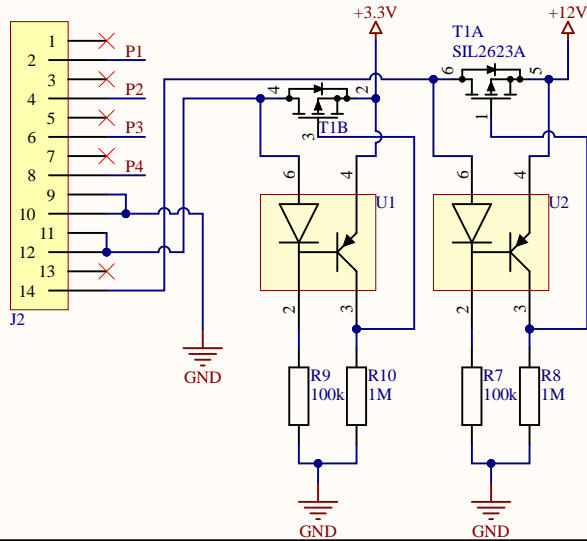 +3.3V
+12V
T1A
SIL2623A
1
2 P1
3
4 P2
5
6 P3
7
8 P4
9
10
11
12
13
14
J2
4 2
T1B
3
6 5
1
6 4
U1
2 3
6 4
U2
2 3
R9
100k
R10
1M
R7
100k
R8
1M
GND
GND
GND